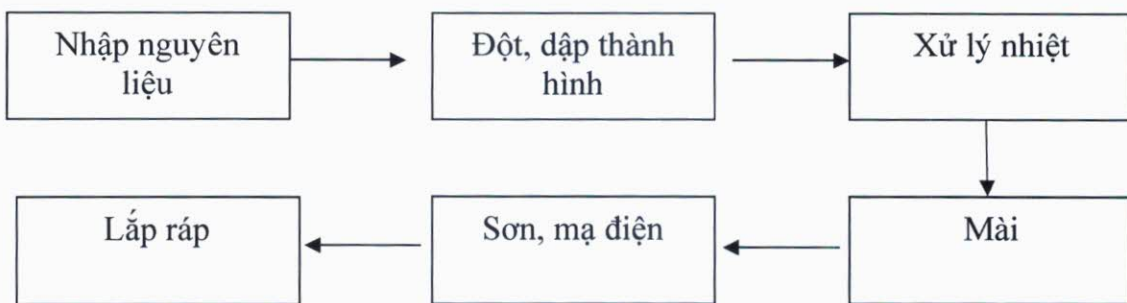 Nhập nguyên
liệu
Đột, dập thành
hình
Xử lý nhiệt
Mài
Sơn, mạ điện
Lắp ráp